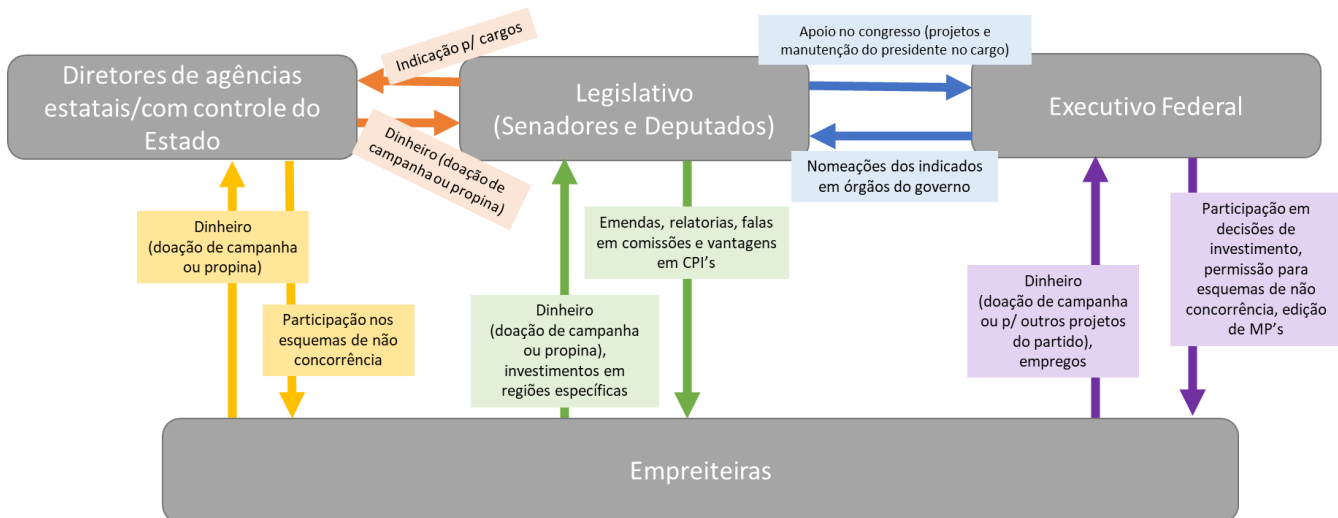 Indicação p/ cargos
Apoio no congresso (projetos e
manutenção do presidente no cargo)
Diretores de agências
estatais/com controle do
Estado
Legislativo
(Senadores e Deputados)
Executivo Federal
Dinheiro (doação de
campanha ou propina)
Nomeações dos indicados
em órgãos do governo
Dinheiro
(doação de campanha
ou propina)
Participação nos
esquemas de não
concorrência
Emendas, relatorias, falas
em comissões e vantagens
em CPI's
Dinheiro
(doação de campanha
ou propina),
investimentos em
regiões específicas
Dinheiro
(doação de campanha
ou p/ outros projetos
do partido),
empregos
Participação em
decisões de
investimento,
permissão para
esquemas de não
concorrência, edição
de MP's
Empreiteiras